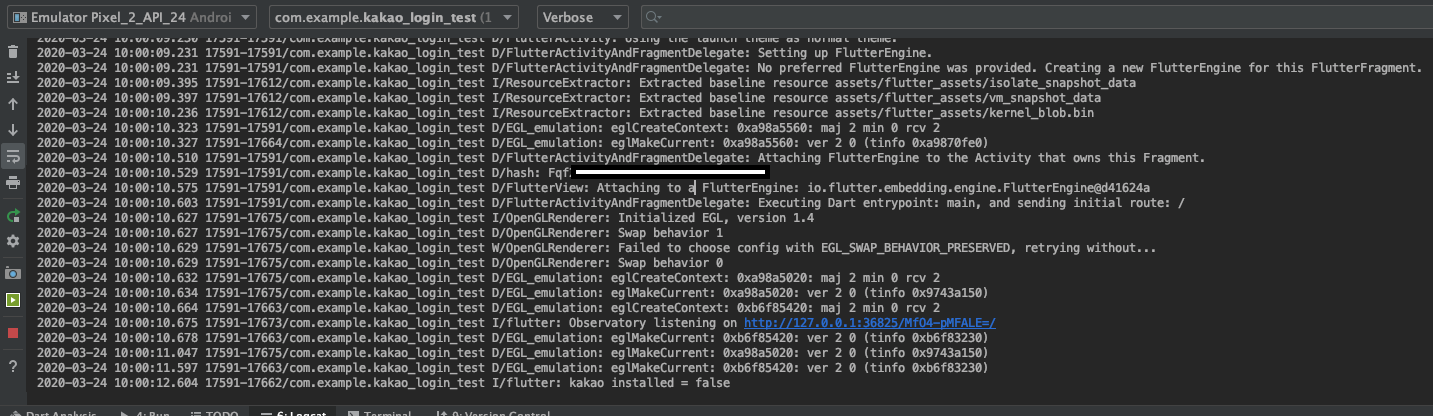 Emulator Pixel_2_API_24 Androi com.example.kakao_login_test (1 Verbose
2020-03-24 10:00:09.230 17591-17591/com.example.kakao_login_test D/FlutterActivityAndFragmentDelegate: Using the launch theme as normal theme.
2020-03-24 10:00:09.231 17591-17591/com.example.kakao_login_test D/FlutterActivityAndFragmentDelegate: Setting up FlutterEngine.
2020-03-24 10:00:09.231 17591-17591/com.example.kakao_login_test D/FlutterActivityAndFragmentDelegate: No preferred FlutterEngine was provided. Creating a new FlutterEngine for this FlutterFragment.
2020-03-24 10:00:09.395 17591-17612/com.example.kakao_login_test I/ResourceExtractor: Extracted baseline resource assets/flutter_assets/isolate_snapshot_data
2020-03-24 10:00:09.397 17591-17612/com.example.kakao_login_test I/ResourceExtractor: Extracted baseline resource assets/flutter_assets/vm_snapshot_data
2020-03-24 10:00:10.236 17591-17612/com.example.kakao_login_test I/ResourceExtractor: Extracted baseline resource assets/flutter_assets/kernel_blob.bin
2020-03-24 10:00:10.323 17591-17591/com.example.kakao_login_test D/EGL_emulation: eglCreateContext: 0xa98a5560: maj 2 min 0 rcv 2
2020-03-24 10:00:10.327 17591-17664/com.example.kakao_login_test D/EGL_emulation: eglMakeCurrent: 0xa98a5560: ver 2 0 (tinfo 0xa9870fe0)
2020-03-24 10:00:10.510 17591-17591/com.example.kakao_login_test D/FlutterActivityAndFragmentDelegate: Attaching FlutterEngine to the Activity that owns this Fragment.
2020-03-24 10:00:10.529 17591-17591/com.example.kakao_login_test D/hash:
2020-03-24 10:00:10.575 17591-17591/com.example.kakao_login_test D/FlutterView: Attaching to a FlutterEngine: io.flutter.embedding.engine.FlutterEngine@d41624a
2020-03-24 10:00:10.603 17591-17591/com.example.kakao_login_test D/FlutterActivityAndFragmentDelegate: Executing Dart entrypoint: main, and sending initial route: /
2020-03-24 10:00:10.627 17591-17675/com.example.kakao_login_test I/OpenGLRenderer: Initialized EGL, version 1.4
2020-03-24 10:00:10.627 17591-17675/com.example.kakao_login_test D/OpenGLRenderer: Swap behavior 1
2020-03-24 10:00:10.629 17591-17675/com.example.kakao_login_test W/OpenGLRenderer: Failed to choose config with EGL_SWAP_BEHAVIOR_PRESERVED, retrying without...
2020-03-24 10:00:10.629 17591-17675/com.example.kakao_login_test D/OpenGLRenderer: Swap behavior 0
2020-03-24 10:00:10.632 17591-17675/com.example.kakao_login_test D/EGL_emulation: eglCreateContext: 0xa98a5020: maj 2 min 0 rcv 2
2020-03-24 10:00:10.634 17591-17675/com.example.kakao_login_test D/EGL_emulation: eglMakeCurrent: 0xa98a5020: ver 2 0 (tinfo 0x9743a150)
2020-03-24 10:00:10.664 17591-17663/com.example.kakao_login_test D/EGL_emulation: eglCreateContext: 0xb6f85420: maj 2 min 0 rcv 2
2020-03-24 10:00:10.675 17591-17673/com.example.kakao_login_test I/flutter: Observatory listening on http://127.0.0.1:36825/MfO4-pMFALE=/
2020-03-24 10:00:10.678 17591-17663/com.example.kakao_login_test D/EGL_emulation: eglMakeCurrent: 0xb6f85420: ver 2 0 (tinfo 0xb6f83230)
2020-03-24 10:00:11.047 17591-17675/com.example.kakao_login_test D/EGL_emulation: eglMakeCurrent: 0xa98a5020: ver 2 0 (tinfo 0x9743a150)
2020-03-24 10:00:11.597 17591-17663/com.example.kakao_login_test D/EGL_emulation: eglMakeCurrent: 0xb6f85420: ver 2 0 (tinfo 0xb6f83230)
2020-03-24 10:00:12.604 17591-17662/com.example.kakao_login_test I/flutter: kakao installed = false
Dart Analysis 4: Run TODO 6: Logcat Terminal 9: Version Control